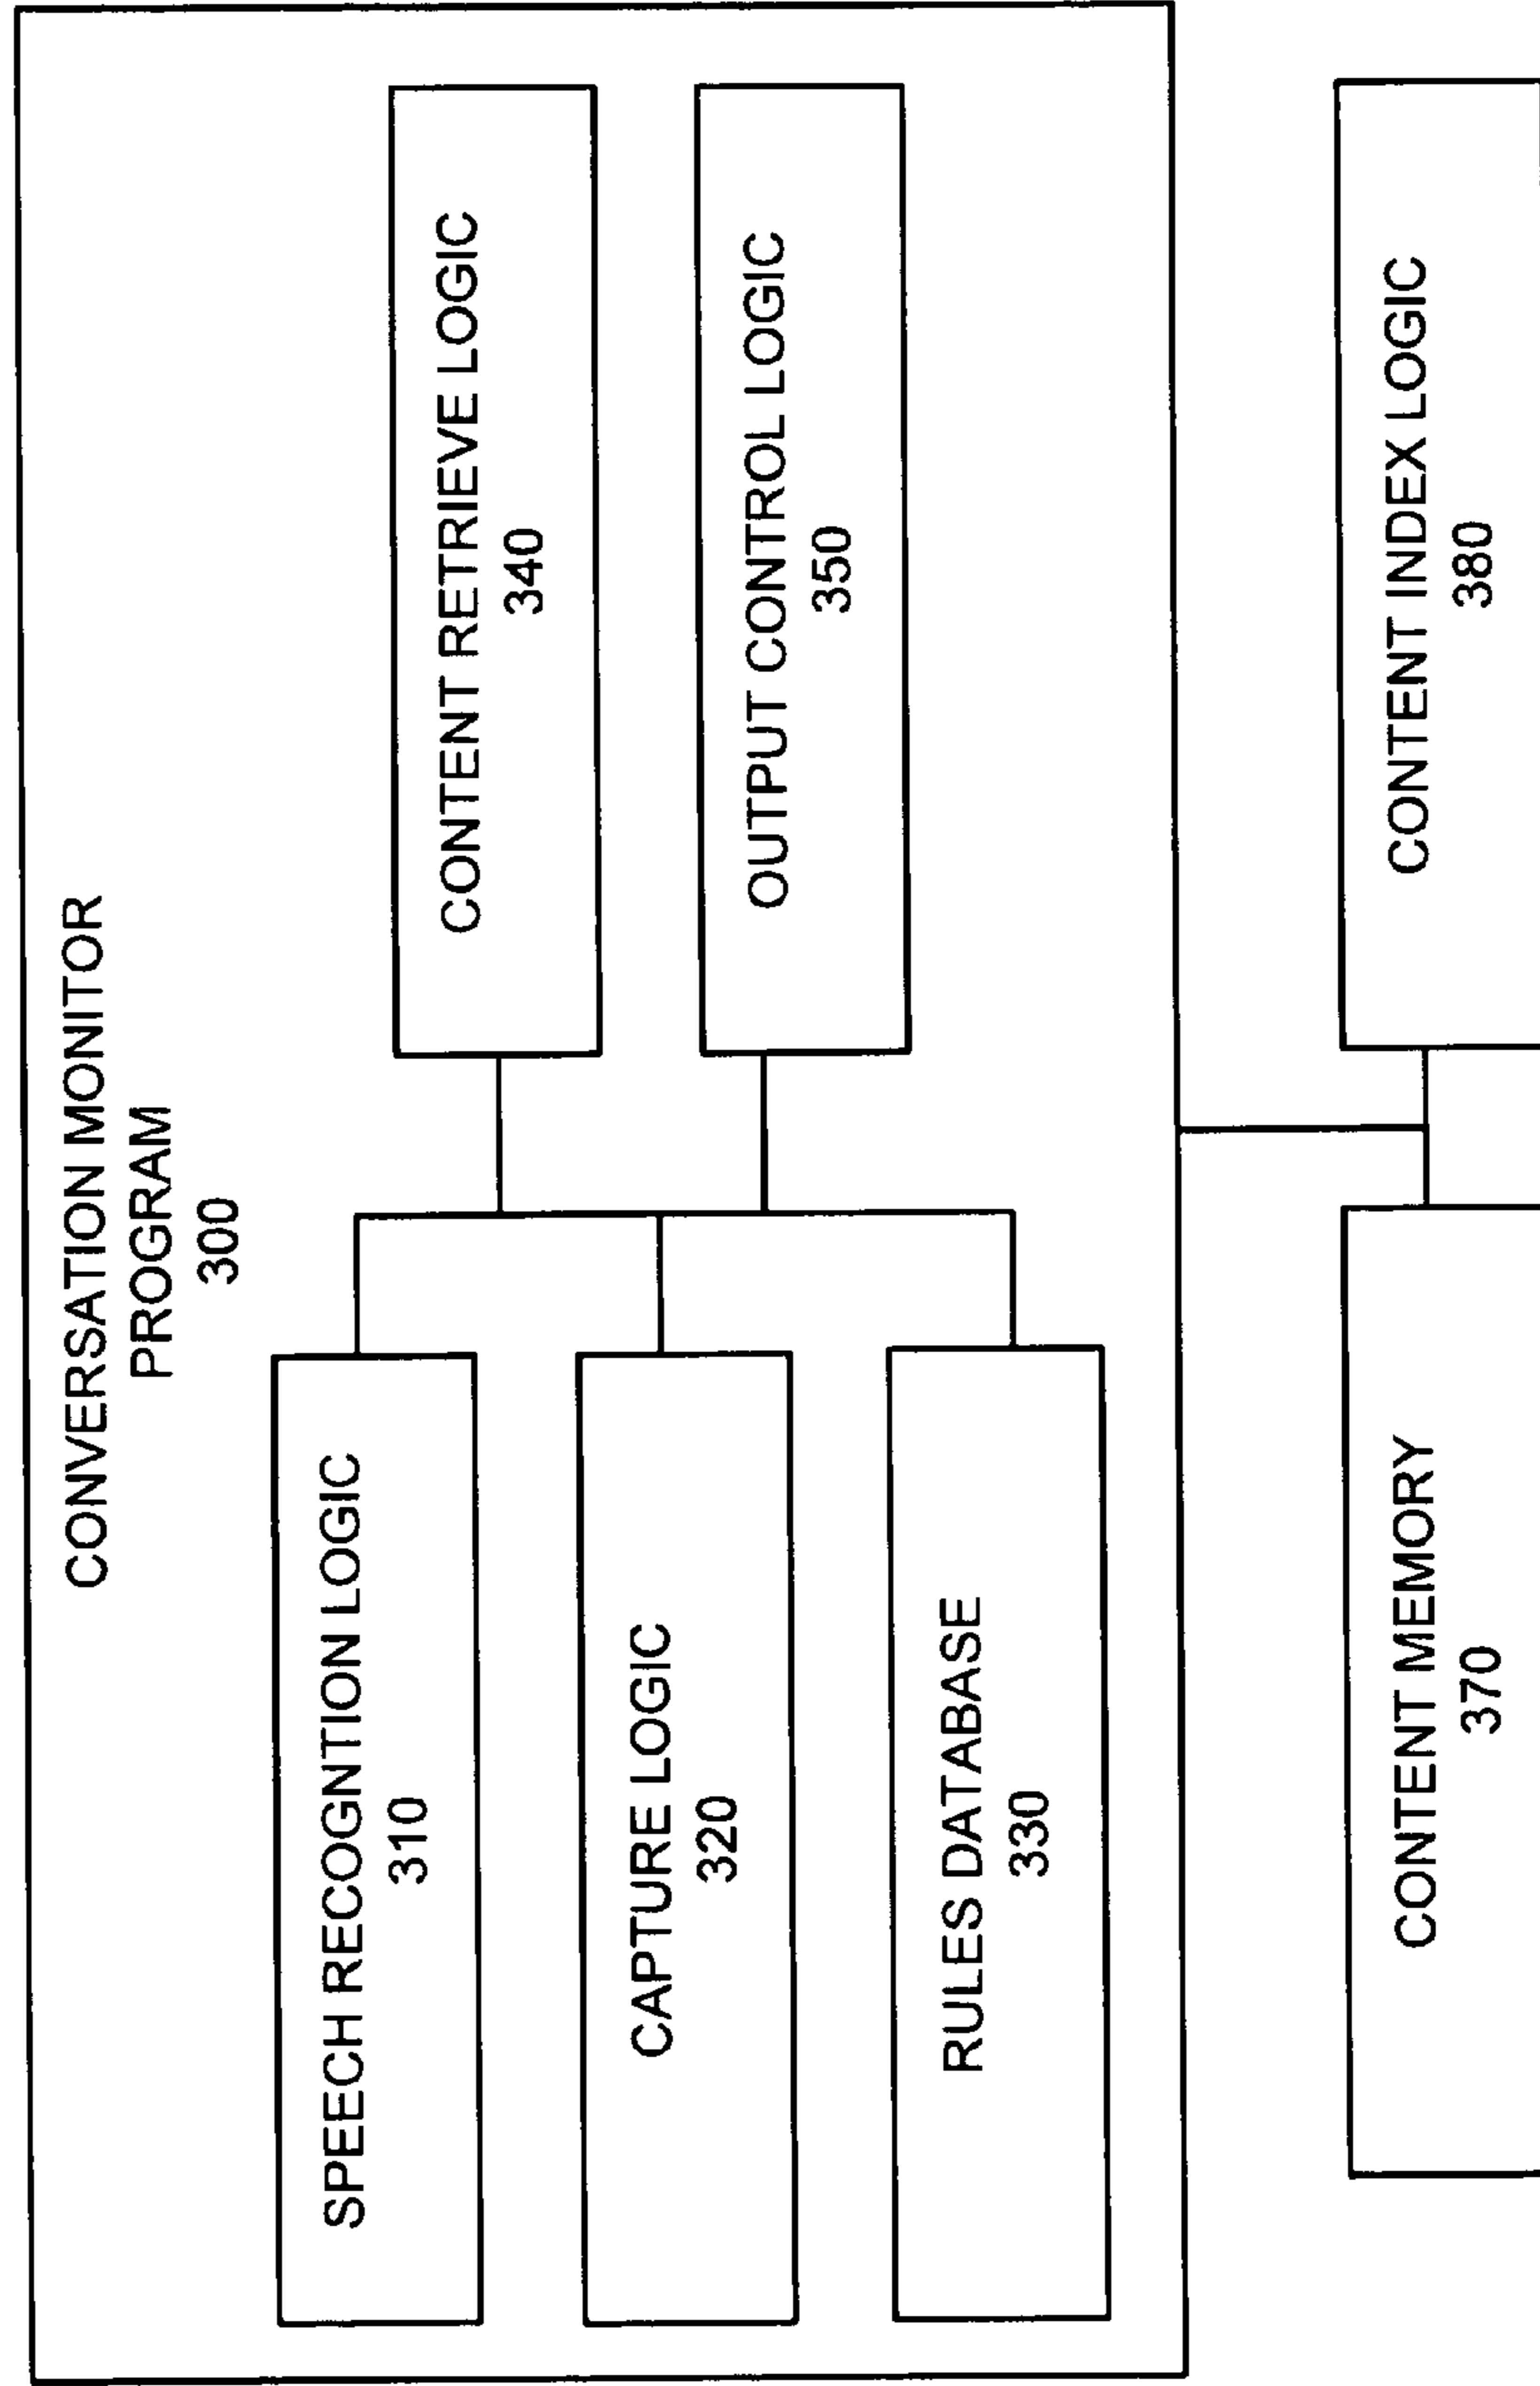 CONVERSATION MONITOR
PROGRAM
300
SPEECH RECOGNTION LOGIC
310
CONTENT RETRIEVE LOGIC
340
CAPTURE LOGIC
320
OUTPUT CONTROL LOGIC
350
RULES DATABASE
330
CONTENT MEMORY
370
CONTENT INDEX LOGIC
380